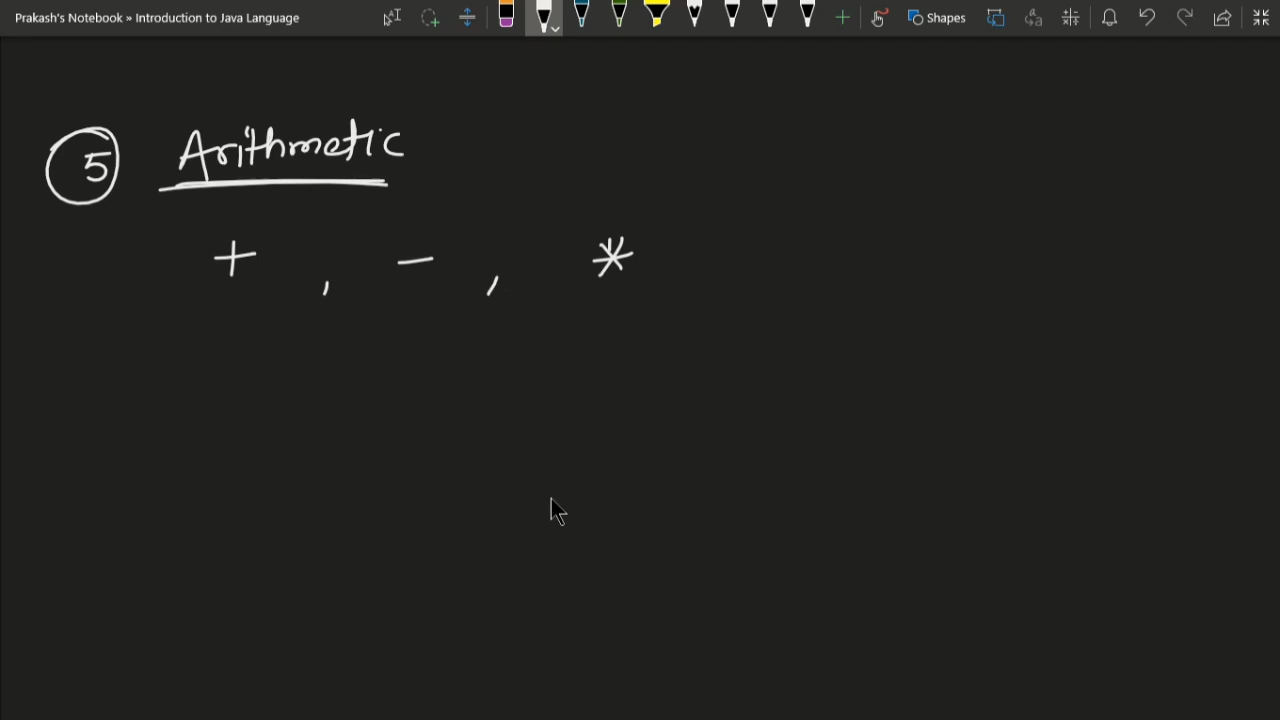 Prakash's Notebook » Introduction to Java Language
Shapes
5 Arithmetic
+ , - , *